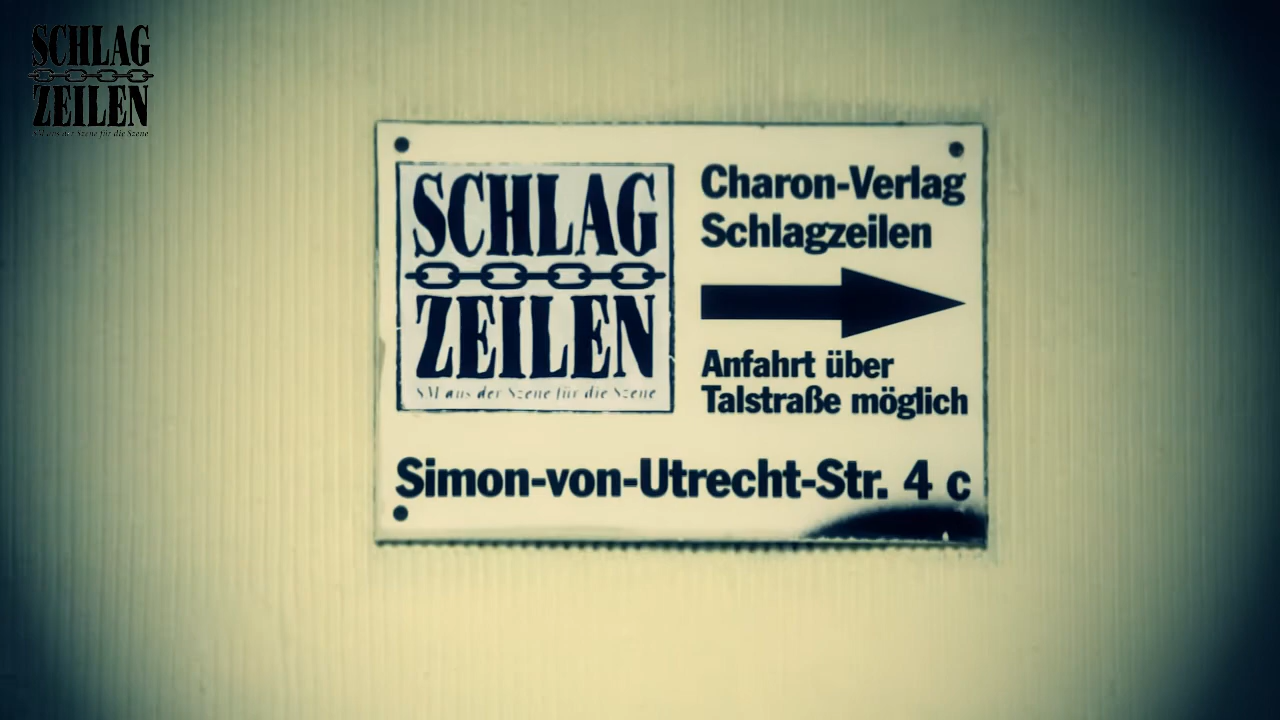 SCHLAG
ZEILEN
SM aus der Szene für die Szene
SCHLAG
ZEILEN
SM aus der Szene für die Szene
Charon-Verlag
Schlagzeilen
Anfahrt über
Talstraße möglich
Simon-von-Utrecht-Str. 4 c